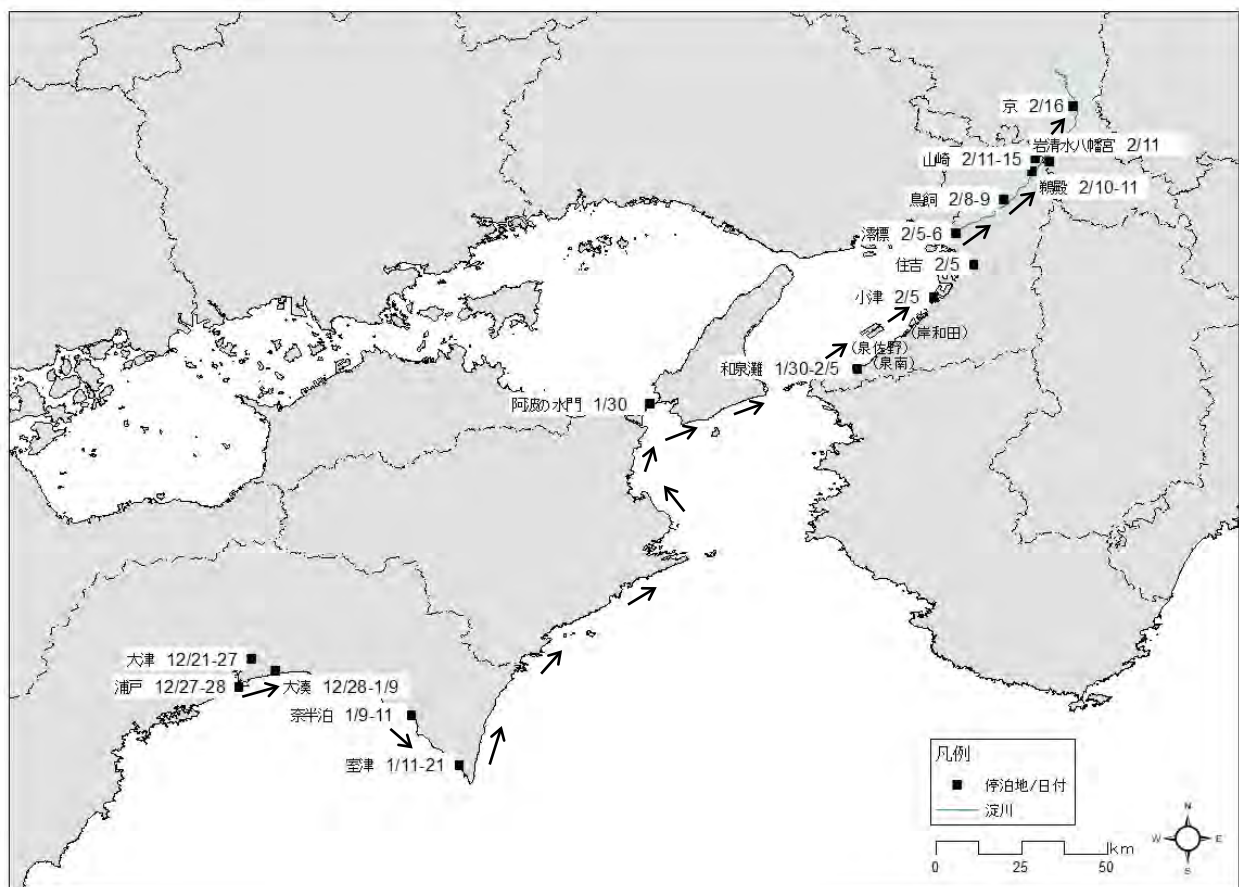 京 2/16
岩清水八幡宮 2/11
山崎 2/11-15
鵜殿 2/10-11
鳥飼 2/8-9
澪標 2/5-6
住吉 2/5
小津 2/5
(岸和田)
(泉佐野)
(泉南)
和泉灘 1/30-2/5
阿波の水門 1/30
大津 12/21-27
浦戸 12/27-28
大湊 12/28-1/9
奈半泊 1/9-11
室津 1/11-21
凡例
停泊地/日付
淀川
N
W
E
S
km
0 25 50